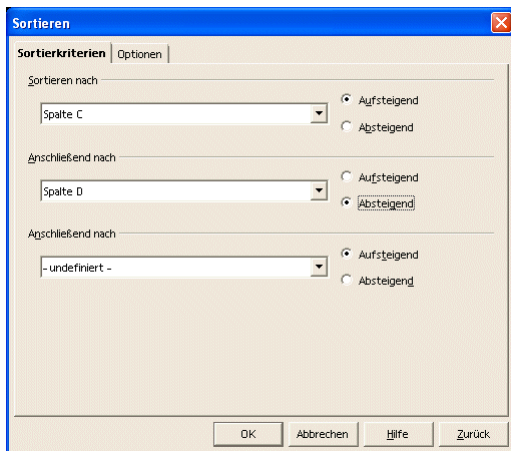 Sortieren
Sortierkriterien Optionen
Sortieren nach
Spalte C
Aufsteigend
Absteigend
Anschließend nach
Spalte D
Aufsteigend
Absteigend
Anschließend nach
- undefiniert -
Aufsteigend
Absteigend
OK Abbrechen Hilfe Zurück